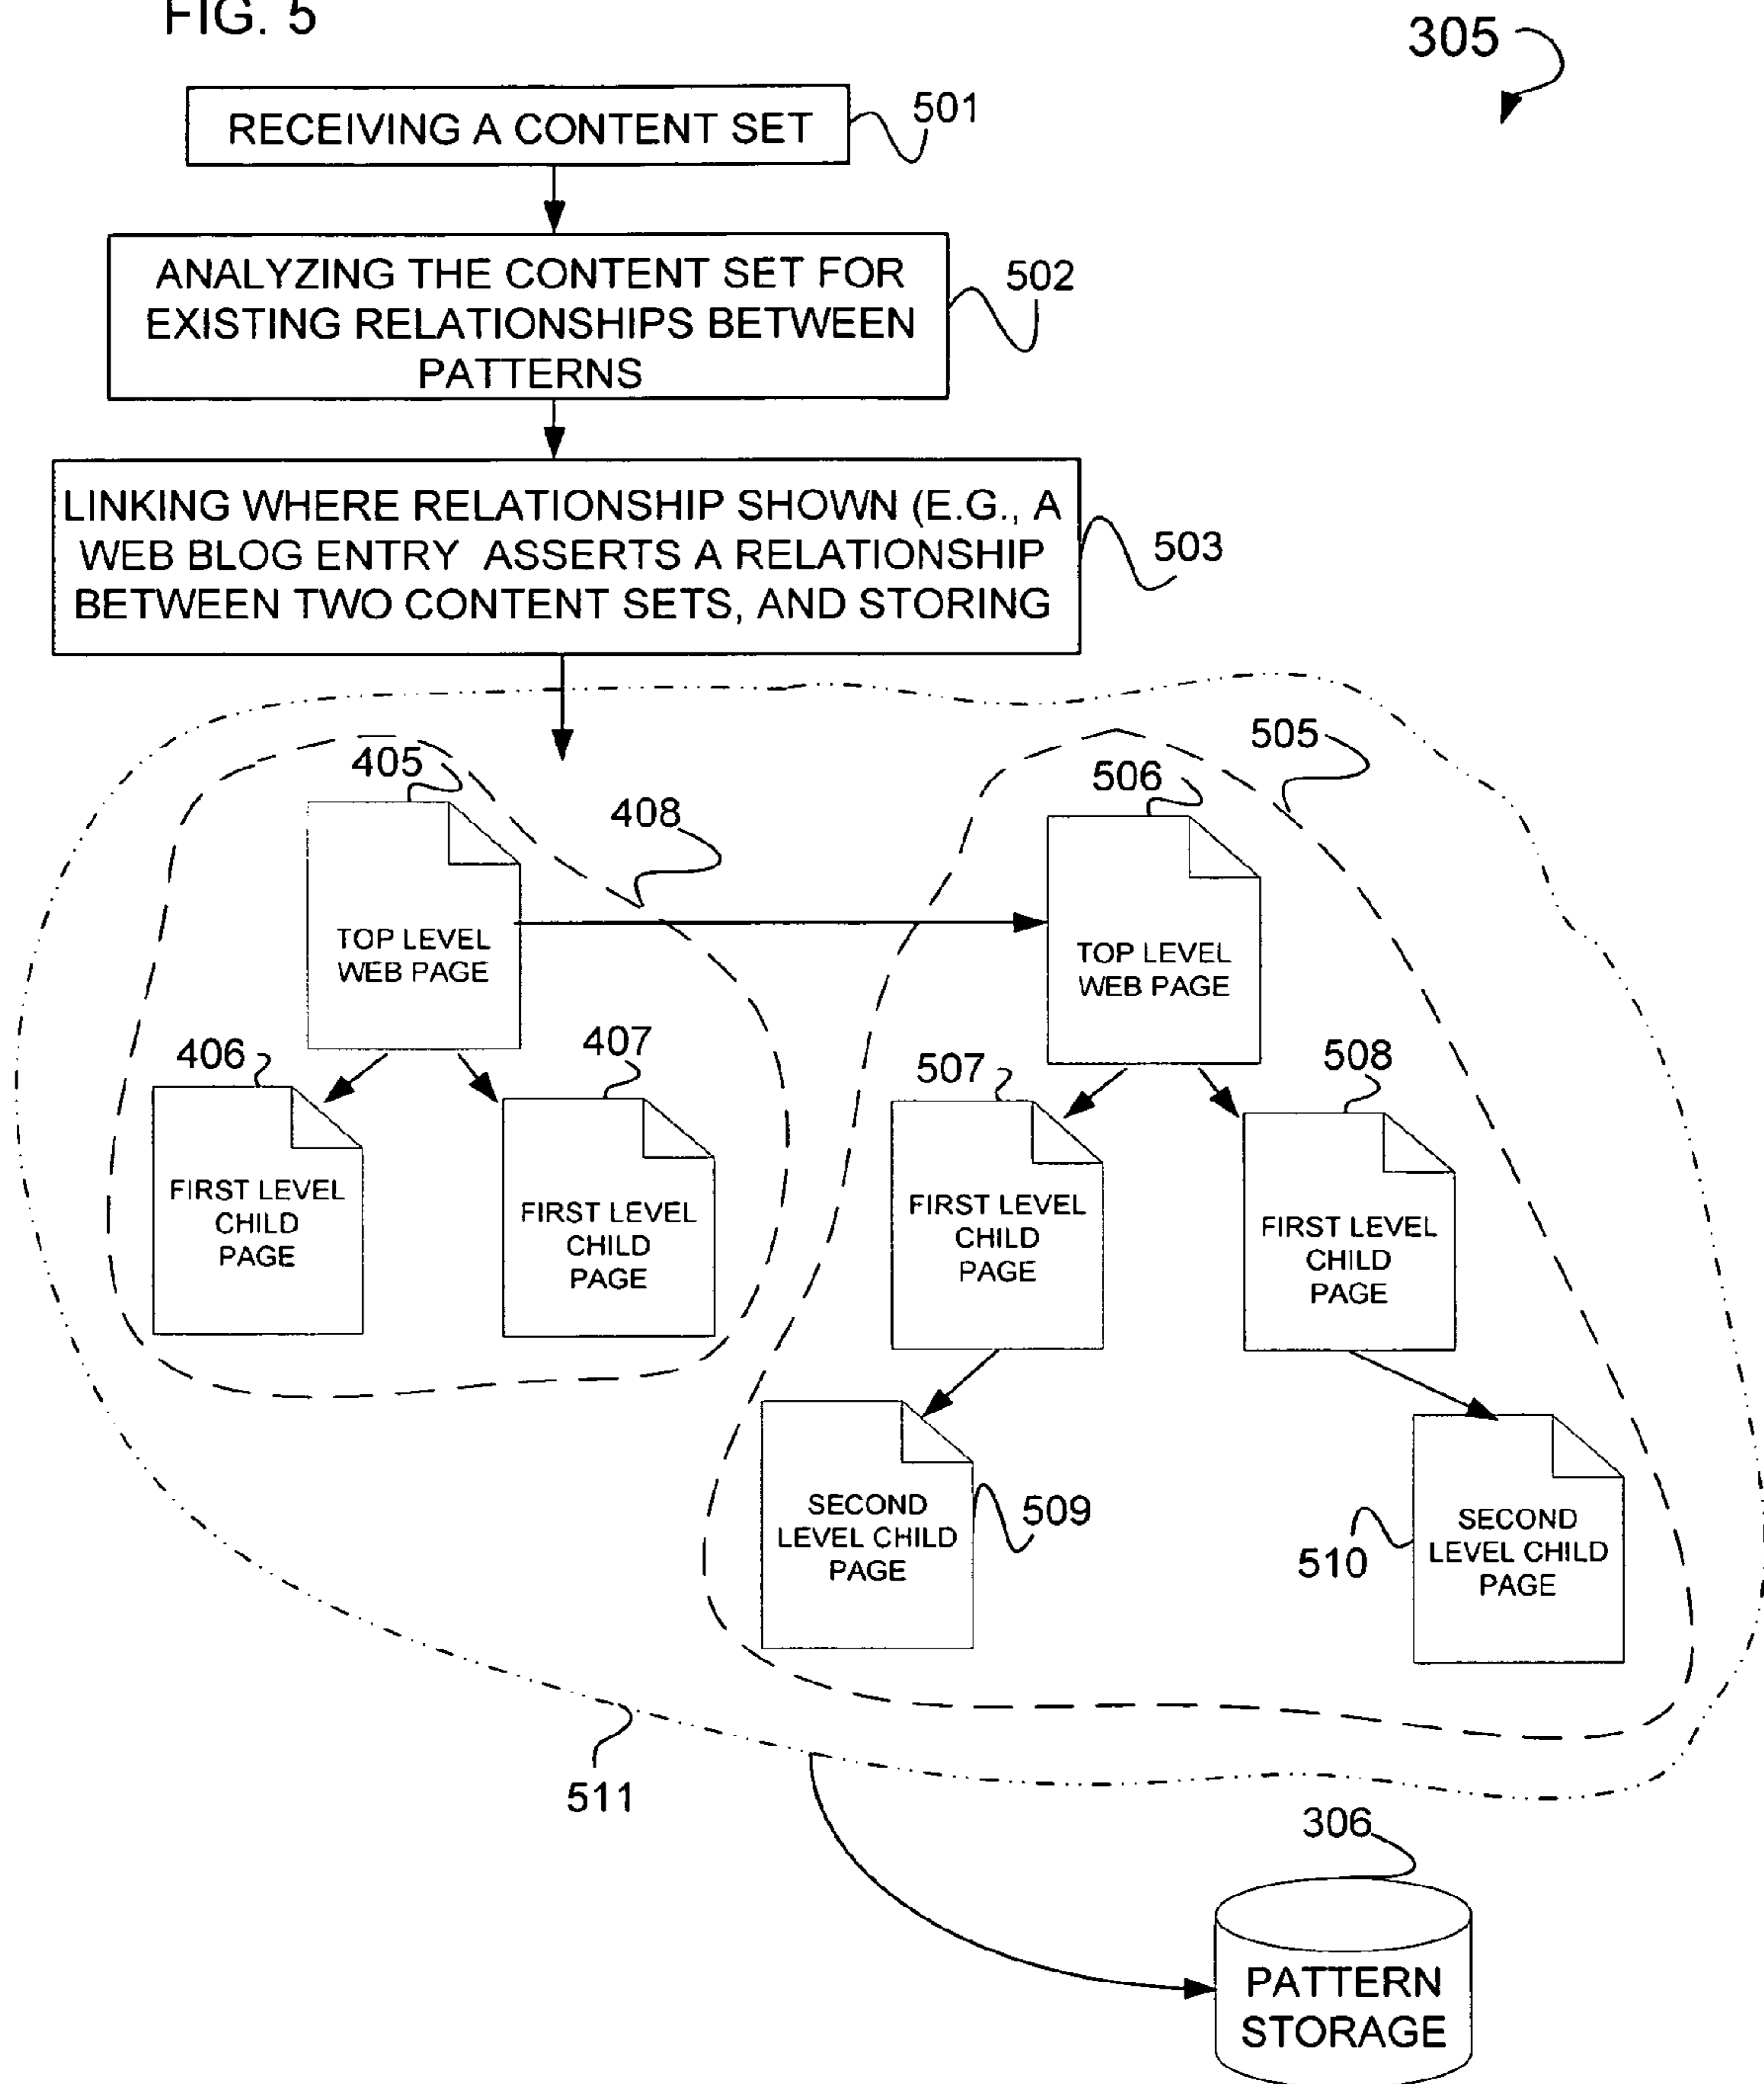 FIG. 5
305
RECEIVING A CONTENT SET
501
ANALYZING THE CONTENT SET FOR
EXISTING RELATIONSHIPS BETWEEN
PATTERNS
502
LINKING WHERE RELATIONSHIP SHOWN (E.G., A
WEB BLOG ENTRY ASSERTS A RELATIONSHIP
BETWEEN TWO CONTENT SETS, AND STORING
503
405
408
506
505
TOP LEVEL
WEB PAGE
TOP LEVEL
WEB PAGE
406
407
507
508
FIRST LEVEL
CHILD
PAGE
FIRST LEVEL
CHILD
PAGE
FIRST LEVEL
CHILD
PAGE
FIRST LEVEL
CHILD
PAGE
SECOND
LEVEL CHILD
PAGE
509
510
SECOND
LEVEL CHILD
PAGE
511
306
PATTERN
STORAGE